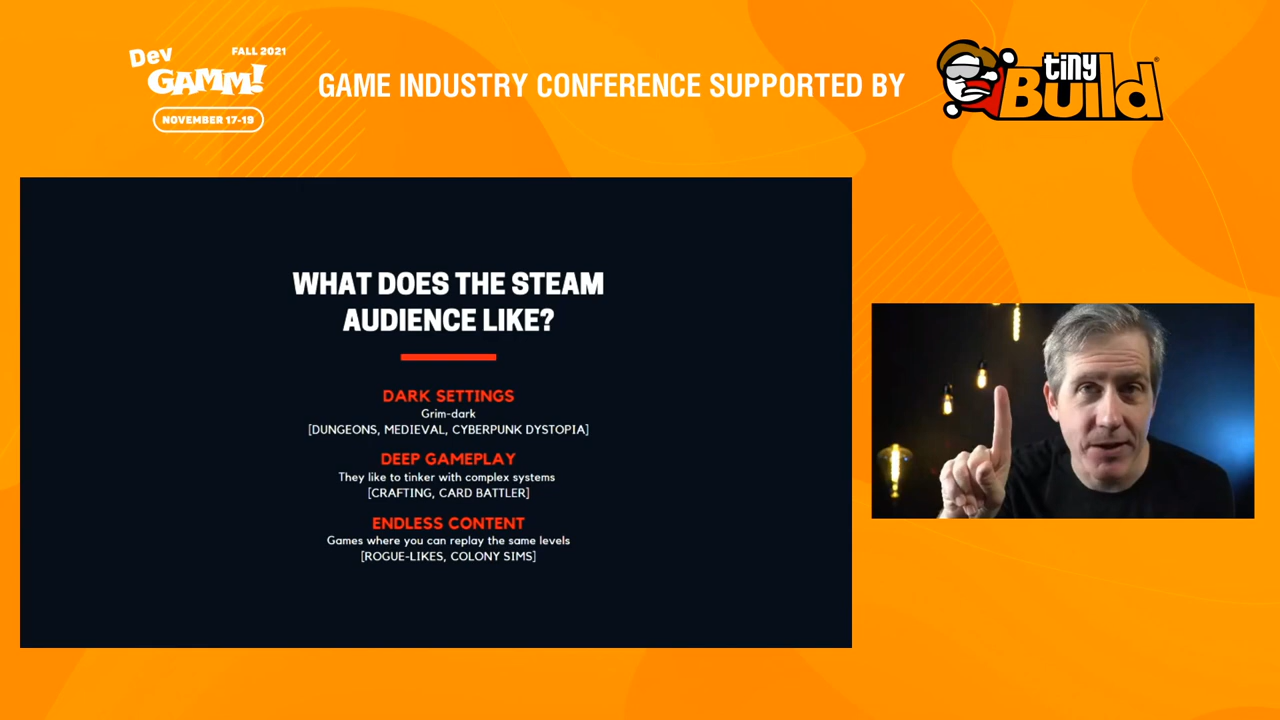 Dev
GAMM!
FALL 2021
NOVEMBER 17-19
GAME INDUSTRY CONFERENCE SUPPORTED BY
tiny
Build
WHAT DOES THE STEAM
AUDIENCE LIKE?
DARK SETTINGS
Grim-dark
[DUNGEONS, MEDIEVAL, CYBERPUNK DYSTOPIA]
DEEP GAMEPLAY
They like to tinker with complex systems
[CRAFTING, CARD BATTLER]
ENDLESS CONTENT
Games where you can replay the same levels
[ROGUE-LIKES, COLONY SIMS]